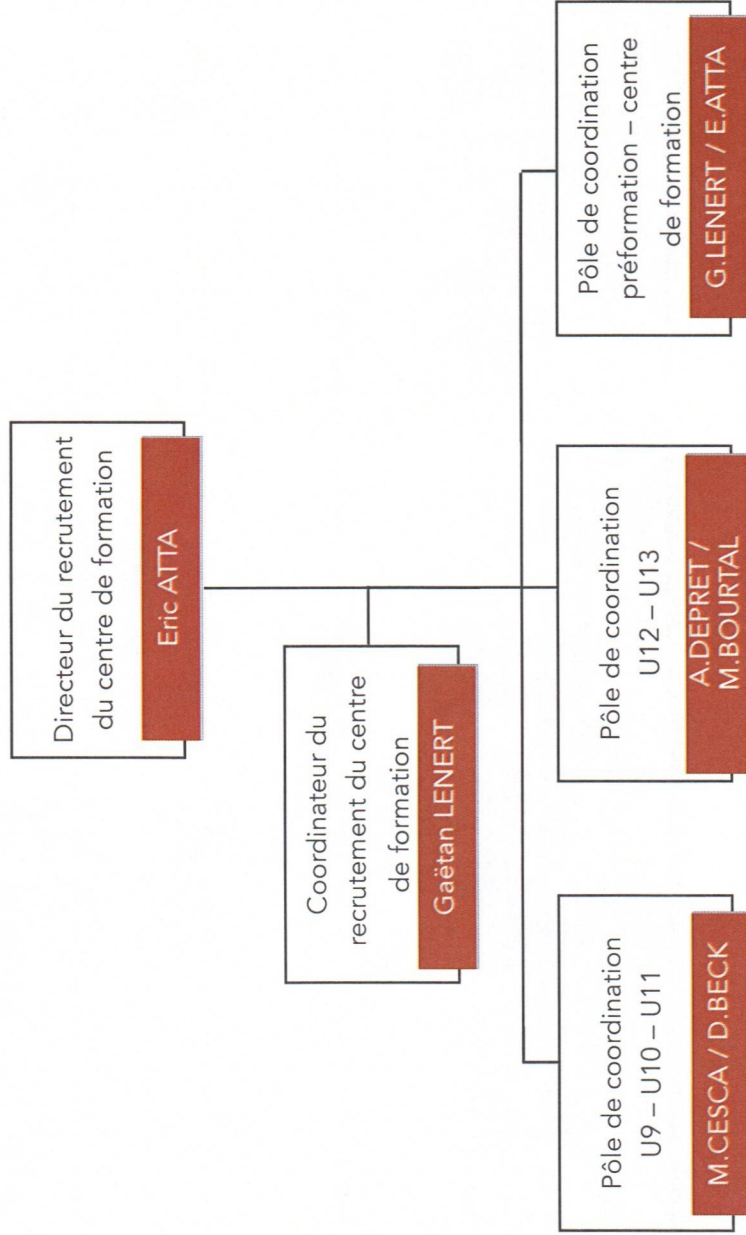 Directeur du recrutement
du centre de formation
Eric ATTA
Coordinateur du
recrutement du centre
de formation
Gaëtan LENERT
Pôle de coordination
U9 – U10 – U11
M.CESCA / D.BECK
Pôle de coordination
U12 – U13
A.DEPRET /
M.BOURTAL
Pôle de coordination
préformation – centre
de formation
G.LENERT / E.ATTA